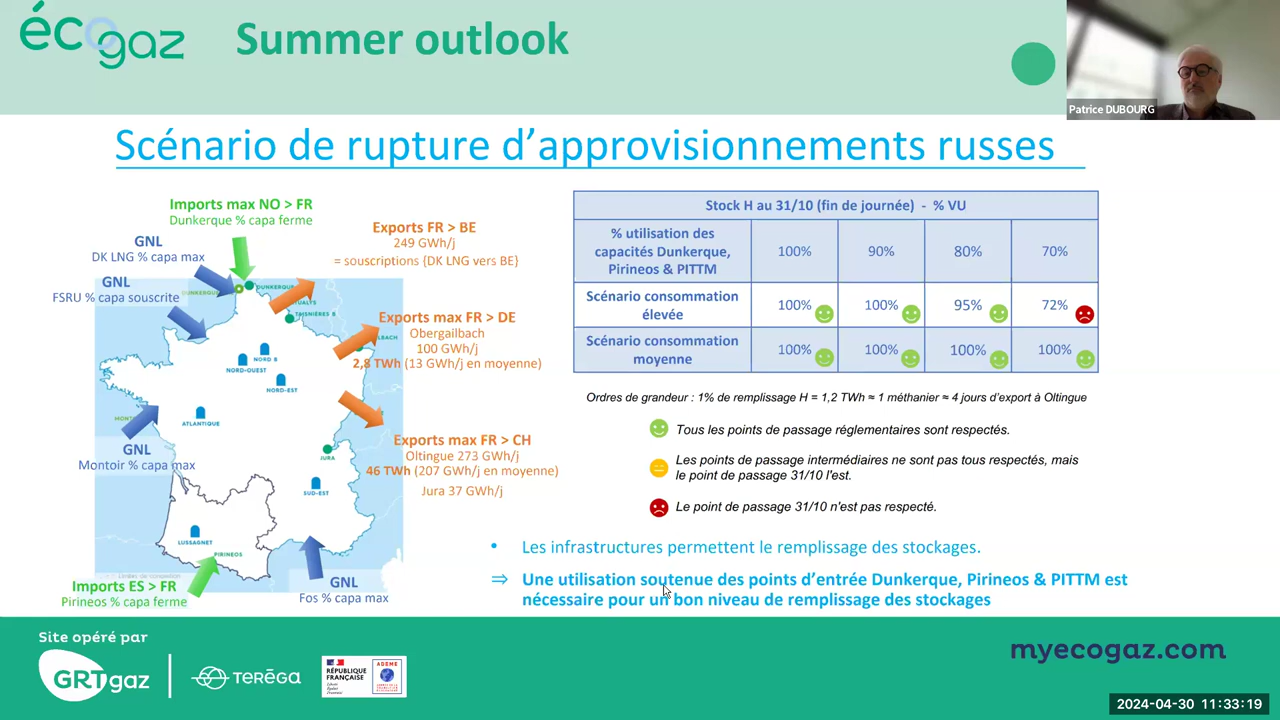 écogaz
Summer outlook
Patrice DUBOURG
Scénario de rupture d'approvisionnements russes
Imports max NO > FR
Dunkerque % capa ferme
GNL
DK LNG % capa max
GNL
FSRU % capa souscrite
Exports FR > BE
249 GWh/j
= souscriptions {DK LNG vers BE}
DUNKERQUE
TAISNIÈRES B
Exports max FR > DE
Obergailbach
100 GWh/j
2,8 TWh (13 GWh/j en moyenne)
NORD B
NORD-OUEST
NORD-EST
ATLANTIQUE
GNL
Montoir % capa max
Exports max FR > CH
Oltingue 273 GWh/j
46 TWh (207 GWh/j en moyenne)
Jura 37 GWh/j
JURA
SUD-EST
LUSSAGNET
PIRINEOS
Imports ES > FR
Pirineos % capa ferme
GNL
Fos % capa max
Stock H au 31/10 (fin de journée) - % VU
% utilisation des
capacités Dunkerque,
Pirineos & PITTM
100%
90%
80%
70%
Scénario consommation
élevée
100%
100%
95%
72%
Scénario consommation
moyenne
100%
100%
100%
100%
Ordres de grandeur : 1% de remplissage H = 1,2 TWh ≈ 1 méthanier ≈ 4 jours d'export à Oltingue
Tous les points de passage réglementaires sont respectés.
Les points de passage intermédiaires ne sont pas tous respectés, mais
le point de passage 31/10 l'est.
Le point de passage 31/10 n'est pas respecté.
• Les infrastructures permettent le remplissage des stockages.
⇒ Une utilisation soutenue des points d'entrée Dunkerque, Pirineos & PITTM est
nécessaire pour un bon niveau de remplissage des stockages
Site opéré par
GRTgaz
TERĒGA
RÉPUBLIQUE
FRANÇAISE
Liberté
Égalité
Fraternité
ADEME
myecogaz.com
2024-04-30 11:33:19